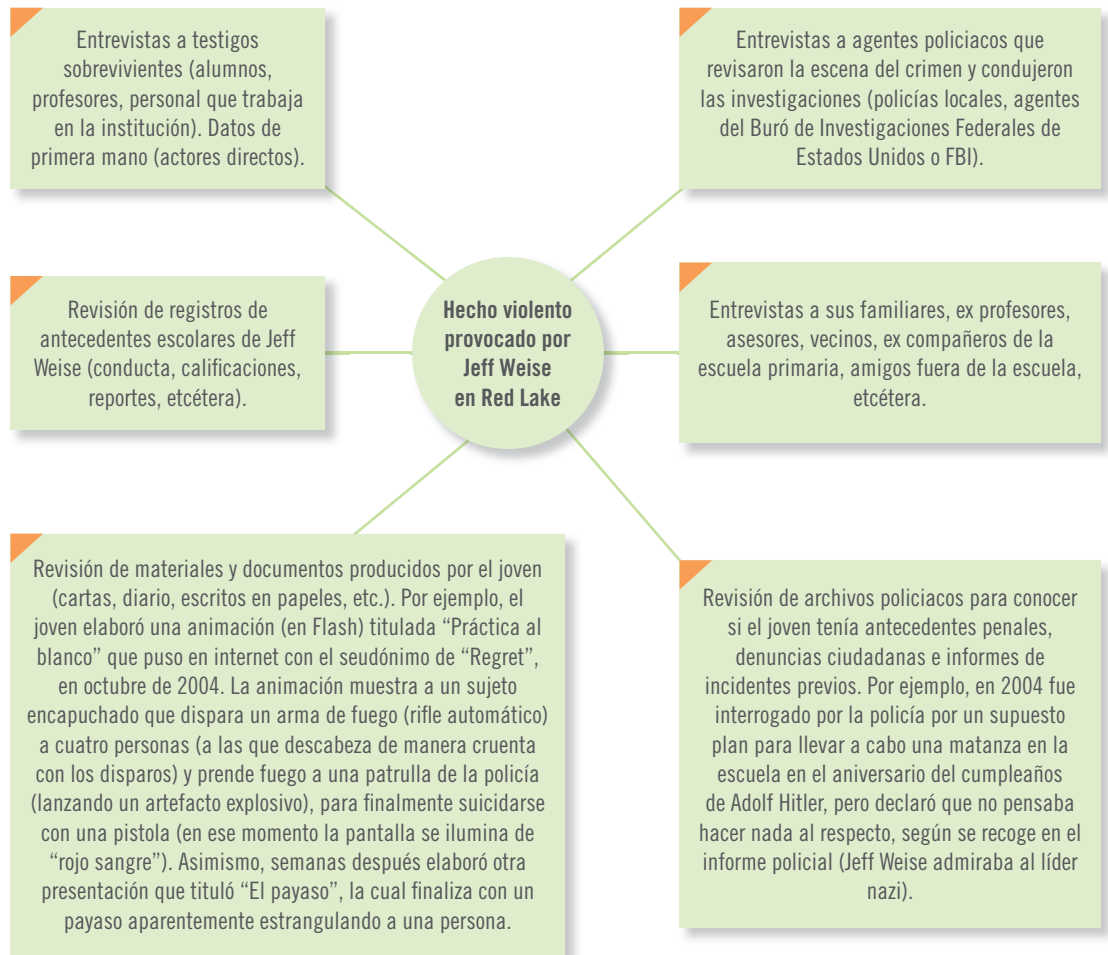 Entrevistas a testigos
sobrevivientes (alumnos,
profesores, personal que trabaja
en la institución). Datos de
primera mano (actores directos).
Entrevistas a agentes policiacos que
revisaron la escena del crimen y condujeron
las investigaciones (policías locales, agentes
del Buró de Investigaciones Federales de
Estados Unidos o FBI).
Revisión de registros de
antecedentes escolares de Jeff
Weise (conducta, calificaciones,
reportes, etcétera).
Hecho violento
provocado por
Jeff Weise
en Red Lake
Entrevistas a sus familiares, ex profesores,
asesores, vecinos, ex compañeros de la
escuela primaria, amigos fuera de la escuela,
etcétera.
Revisión de materiales y documentos producidos por el joven
(cartas, diario, escritos en papeles, etc.). Por ejemplo, el
joven elaboró una animación (en Flash) titulada “Práctica al
blanco” que puso en internet con el seudónimo de “Regret”,
en octubre de 2004. La animación muestra a un sujeto
encapuchado que dispara un arma de fuego (rifle automático)
a cuatro personas (a las que descabeza de manera cruenta
con los disparos) y prende fuego a una patrulla de la policía
(lanzando un artefacto explosivo), para finalmente suicidarse
con una pistola (en ese momento la pantalla se ilumina de
“rojo sangre”). Asimismo, semanas después elaboró otra
presentación que tituló “El payaso”, la cual finaliza con un
payaso aparentemente estrangulando a una persona.
Revisión de archivos policiacos para conocer
si el joven tenía antecedentes penales,
denuncias ciudadanas e informes de
incidentes previos. Por ejemplo, en 2004 fue
interrogado por la policía por un supuesto
plan para llevar a cabo una matanza en la
escuela en el aniversario del cumpleaños
de Adolf Hitler, pero declaró que no pensaba
hacer nada al respecto, según se recoge en el
informe policial (Jeff Weise admiraba al líder
nazi).